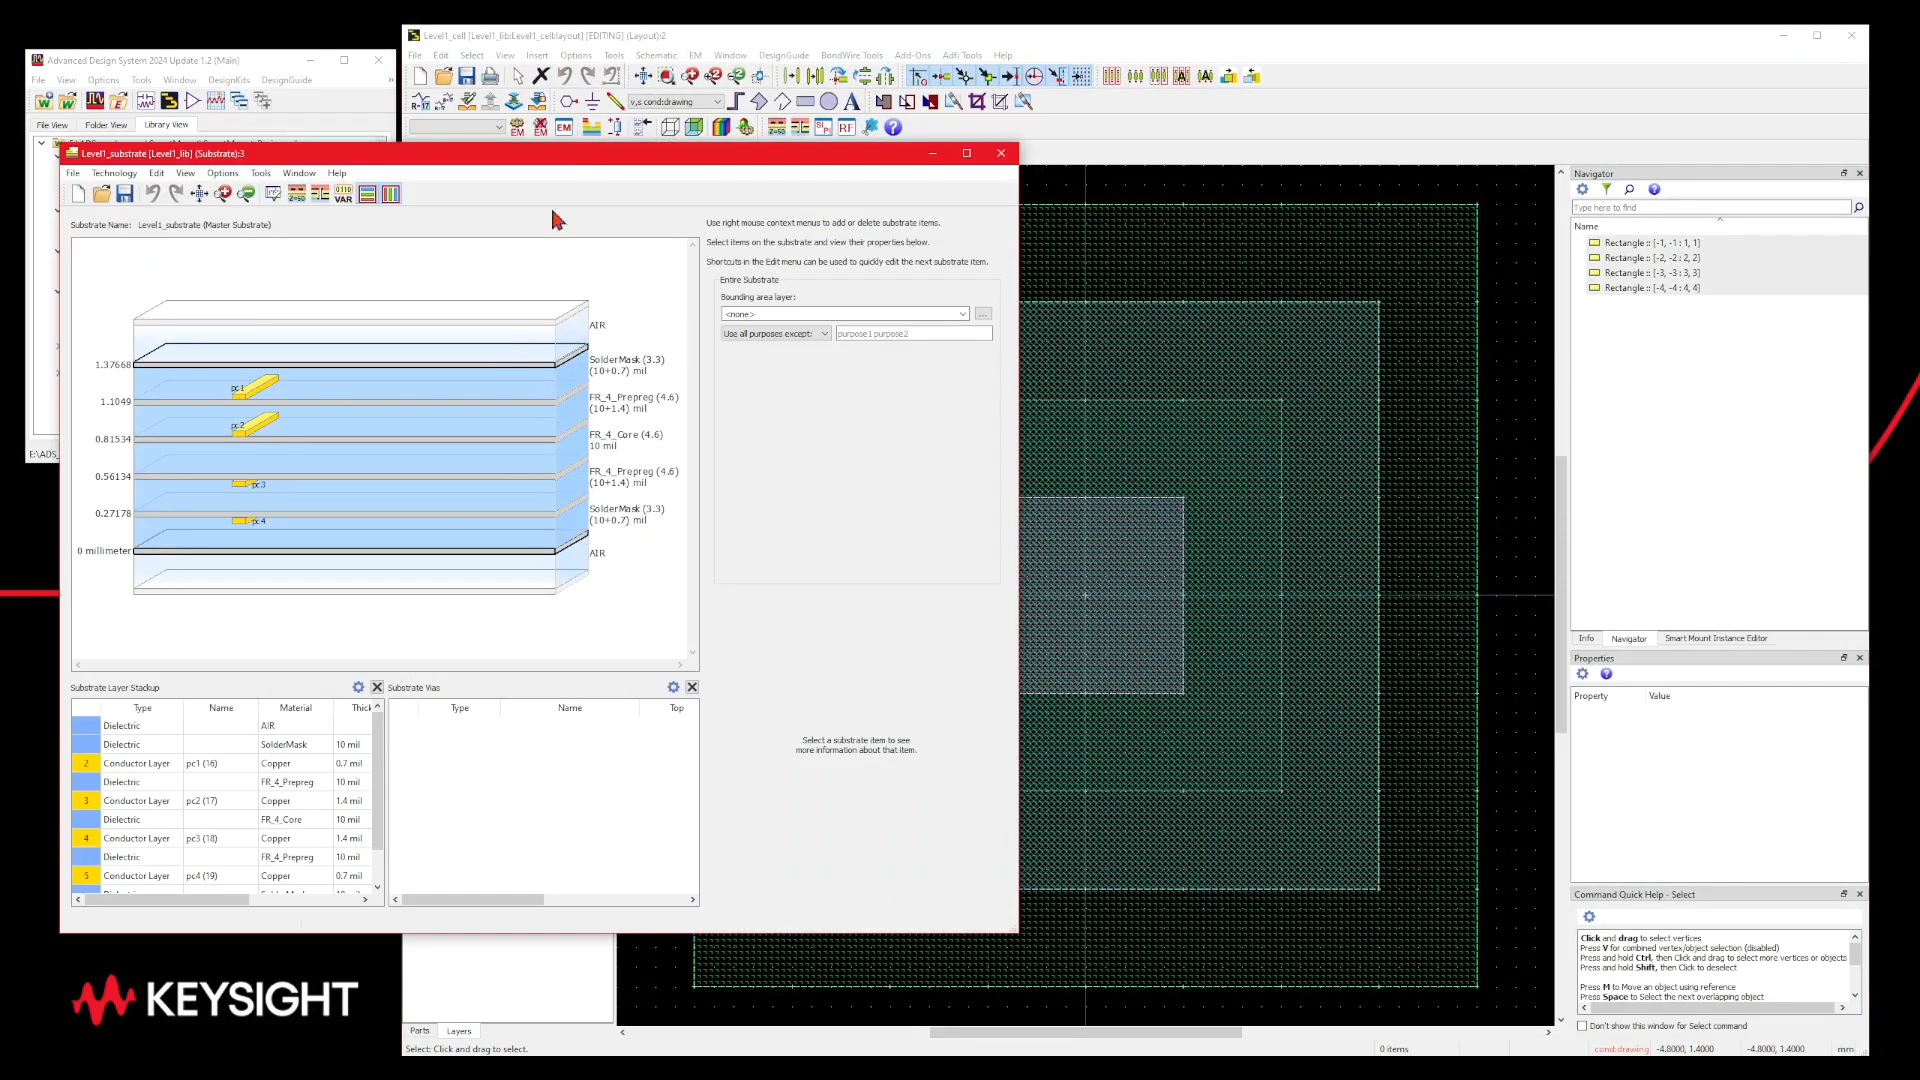 Level1_cell [Level1_lib:Level1_cell:layout] [EDITING] (Layout):2
File Edit Select View Insert Options Tools Schematic EM Window DesignGuide BondWire Tools Add-Ons Adfi Tools Help
v,s cond:drawing
Advanced Design System 2024 Update 1.2 (Main)
File View Options Tools Window DesignKits DesignGuide
File View Folder View Library View
E:\ADS_
Level1_substrate [Level1_lib] (Substrate):3
File Technology Edit View Options Tools Window Help
Substrate Name: Level1_substrate (Master Substrate)
AIR
1.37668
SolderMask (3.3)
(10+0.7) mil
pc1
1.1049
FR_4_Prepreg (4.6)
(10+1.4) mil
pc2
0.81534
FR_4_Core (4.6)
10 mil
0.56134
FR_4_Prepreg (4.6)
(10+1.4) mil
pc3
0.27178
SolderMask (3.3)
(10+0.7) mil
pc4
0 millimeter
AIR
Use right mouse context menus to add or delete substrate items.
Select items on the substrate and view their properties below.
Shortcuts in the Edit menu can be used to quickly edit the next substrate item.
Entire Substrate
Bounding area layer:
<none>
...
Use all purposes except: purpose1 purpose2
Select a substrate item to see
more information about that item.
Substrate Layer Stackup
Type Name Material Thick
Dielectric AIR
Dielectric SolderMask 10 mil
2 Conductor Layer pc1 (16) Copper 0.7 mil
Dielectric FR_4_Prepreg 10 mil
3 Conductor Layer pc2 (17) Copper 1.4 mil
Dielectric FR_4_Core 10 mil
4 Conductor Layer pc3 (18) Copper 1.4 mil
Dielectric FR_4_Prepreg 10 mil
5 Conductor Layer pc4 (19) Copper 0.7 mil
Substrate Vias
Type Name Top
Navigator
Type here to find
Name
Rectangle :: [-1, -1 : 1, 1]
Rectangle :: [-2, -2 : 2, 2]
Rectangle :: [-3, -3 : 3, 3]
Rectangle :: [-4, -4 : 4, 4]
Info Navigator Smart Mount Instance Editor
Properties
Property Value
Command Quick Help - Select
Click and drag to select vertices
Press V for combined vertex/object selection (disabled)
Press and hold Ctrl, then Click and drag to select more vertices or objects
Press and hold Shift, then Click to deselect
Press M to Move an object using reference
Press Space to Select the next overlapping object
Don't show this window for Select command
Parts Layers
Select: Click and drag to select.
0 items
cond:drawing -4.8000, 1.4000 -4.8000, 1.4000 mm
KEYSIGHT